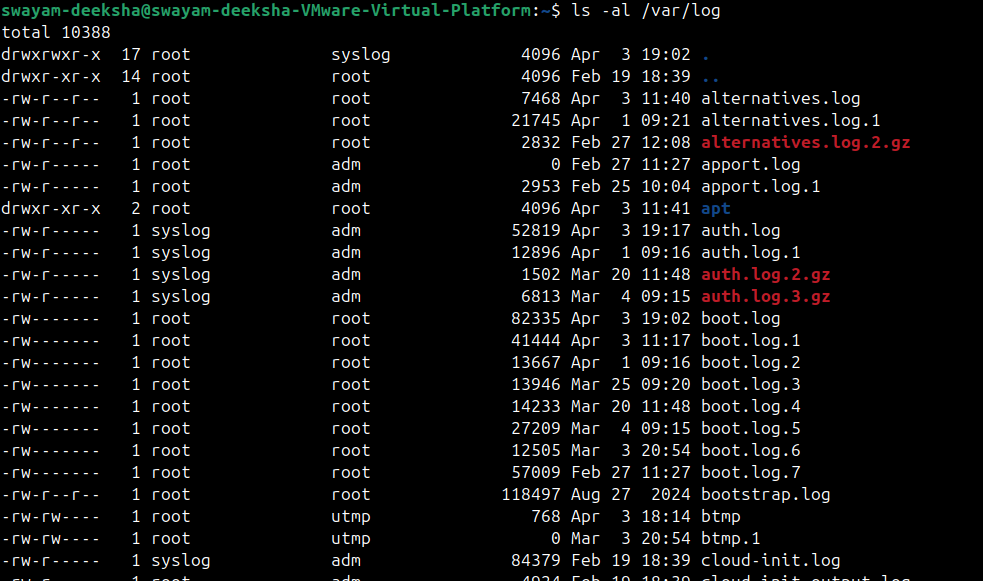 swayam-deeksha@swayam-deeksha-VMware-Virtual-Platform:~$ ls -al /var/log
total 10388
drwxrwxr-x  17 root              syslog             4096 Apr  3 19:02 .
drwxr-xr-x  14 root              root               4096 Feb 19 18:39 ..
-rw-r--r--   1 root              root               7468 Apr  3 11:40 alternatives.log
-rw-r--r--   1 root              root              21745 Apr  1 09:21 alternatives.log.1
-rw-r--r--   1 root              root               2832 Feb 27 12:08 alternatives.log.2.gz
-rw-r-----   1 root              adm                   0 Feb 27 11:27 apport.log
-rw-r-----   1 root              adm                2953 Feb 25 10:04 apport.log.1
drwxr-xr-x   2 root              root               4096 Apr  3 11:41 apt
-rw-r-----   1 syslog            adm               52819 Apr  3 19:17 auth.log
-rw-r-----   1 syslog            adm               12896 Apr  1 09:16 auth.log.1
-rw-r-----   1 syslog            adm                1502 Mar 20 11:48 auth.log.2.gz
-rw-r-----   1 syslog            adm                6813 Mar  4 09:15 auth.log.3.gz
-rw-------   1 root              root              82335 Apr  3 19:02 boot.log
-rw-------   1 root              root              41444 Apr  3 11:17 boot.log.1
-rw-------   1 root              root              13667 Apr  1 09:16 boot.log.2
-rw-------   1 root              root              13946 Mar 25 09:20 boot.log.3
-rw-------   1 root              root              14233 Mar 20 11:48 boot.log.4
-rw-------   1 root              root              27209 Mar  4 09:15 boot.log.5
-rw-------   1 root              root              12505 Mar  3 20:54 boot.log.6
-rw-------   1 root              root              57009 Feb 27 11:27 boot.log.7
-rw-r--r--   1 root              root             118497 Aug 27  2024 bootstrap.log
-rw-rw----   1 root              utmp                768 Apr  3 18:14 btmp
-rw-rw----   1 root              utmp                  0 Mar  3 20:54 btmp.1
-rw-r-----   1 syslog            adm               84379 Feb 19 18:39 cloud-init.log
-rw-r-----   1 root              adm                4924 Feb 19 18:39 cloud-init-output.log